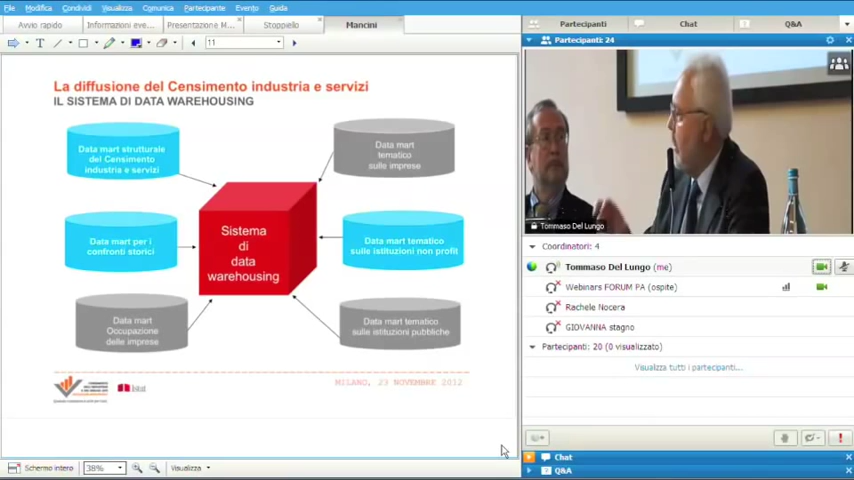 File Modifica Condividi Visualizza Comunica Partecipante Evento Guida
Avvio rapido Informazioni eve... Presentazione M... Stoppiello Mancini
T 11
La diffusione del Censimento industria e servizi
IL SISTEMA DI DATA WAREHOUSING
Data mart strutturale
del Censimento
industria e servizi
Data mart
tematico
sulle imprese
Data mart per i
confronti storici
Sistema
di
data
warehousing
Data mart tematico
sulle istituzioni non profit
Data mart
Occupazione
delle imprese
Data mart tematico
sulle istituzioni pubbliche
Istat
MILANO, 23 NOVEMBRE 2012
Schermo intero 38% Visualizza
Partecipanti Chat Q&A
Partecipanti: 24
Tommaso Del Lungo
Coordinatori: 4
Tommaso Del Lungo (me)
Webinars FORUM PA (ospite)
Rachele Nocera
GIOVANNA stagno
Partecipanti: 20 (0 visualizzato)
Visualizza tutti i partecipanti...
Chat
Q&A